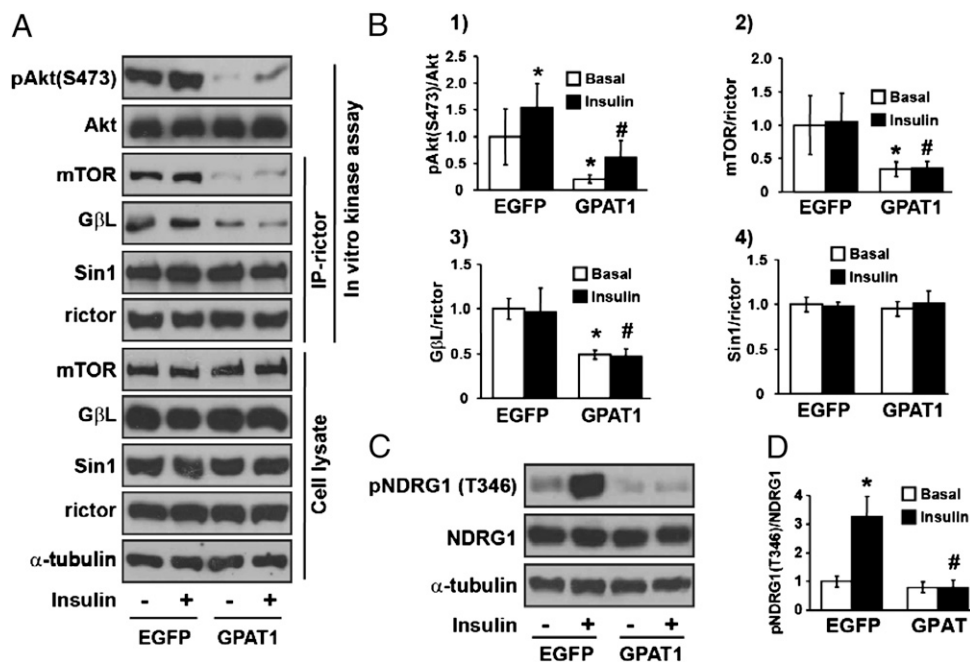 A
pAkt(S473)
Akt
mTOR
GβL
Sin1
rictor
mTOR
GβL
Sin1
rictor
α-tubulin
Insulin - + - +
EGFP GPAT1
IP-rictor
In vitro kinase assay
Cell lysate
B
1)
pAkt(S473)/Akt
2.5
2.0
1.5
1.0
0.5
0
*
*
#
Basal
Insulin
EGFP GPAT1
2)
mTOR/rictor
2.0
1.5
1.0
0.5
0
*
#
Basal
Insulin
EGFP GPAT1
3)
GβL/rictor
1.5
1.0
0.5
0
*
#
Basal
Insulin
EGFP GPAT1
4)
Sin1/rictor
1.5
1.0
0.5
0
Basal
Insulin
EGFP GPAT1
C
pNDRG1 (T346)
NDRG1
α-tubulin
Insulin - + - +
EGFP GPAT1
D
pNDRG1(T346)/NDRG1
4
3
2
1
0
*
#
Basal
Insulin
EGFP GPAT